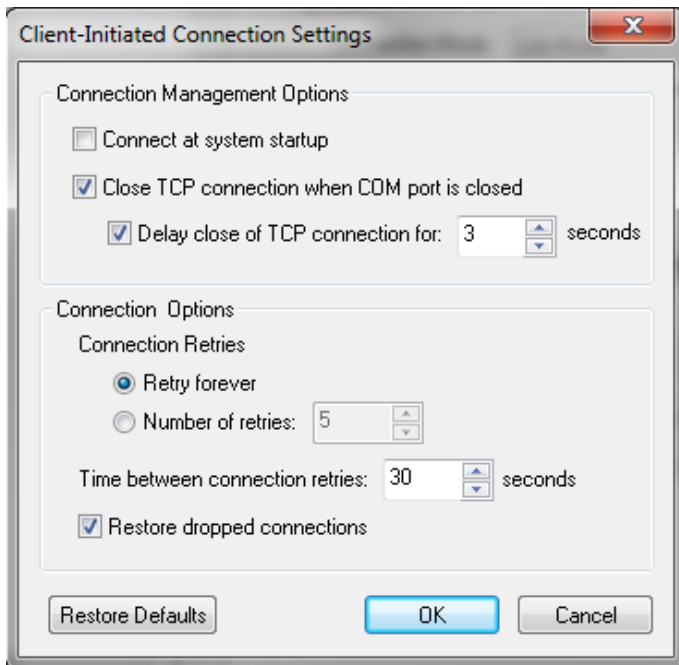 Client-Initiated Connection Settings
Connection Management Options
Connect at system startup
Close TCP connection when COM port is closed
Delay close of TCP connection for: 3 seconds
Connection Options
Connection Retries
Retry forever
Number of retries: 5
Time between connection retries: 30 seconds
Restore dropped connections
Restore Defaults OK Cancel